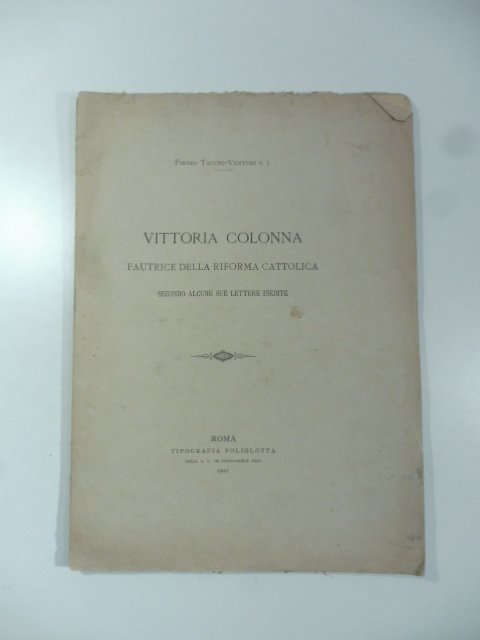 PIETRO TACCHI-VENTURI S. J.
VITTORIA COLONNA
FAUTRICE DELLA RIFORMA CATTOLICA
SECONDO ALCUNE SUE LETTERE INEDITE
ROMA
TIPOGRAFIA POLIGLOTTA
DELLA S. C. DE PROPAGANDA FIDE